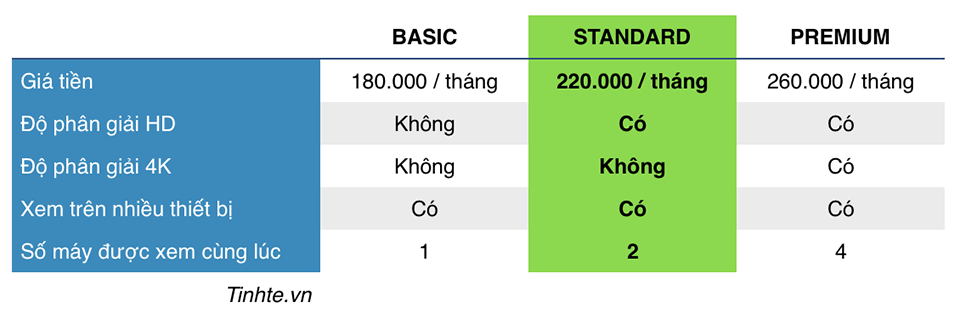 BASIC STANDARD PREMIUM
Giá tiền 180.000 / tháng 220.000 / tháng 260.000 / tháng
Độ phân giải HD Không Có Có
Độ phân giải 4K Không Không Có
Xem trên nhiều thiết bị Có Có Có
Số máy được xem cùng lúc 1 2 4
Tinhte.vn